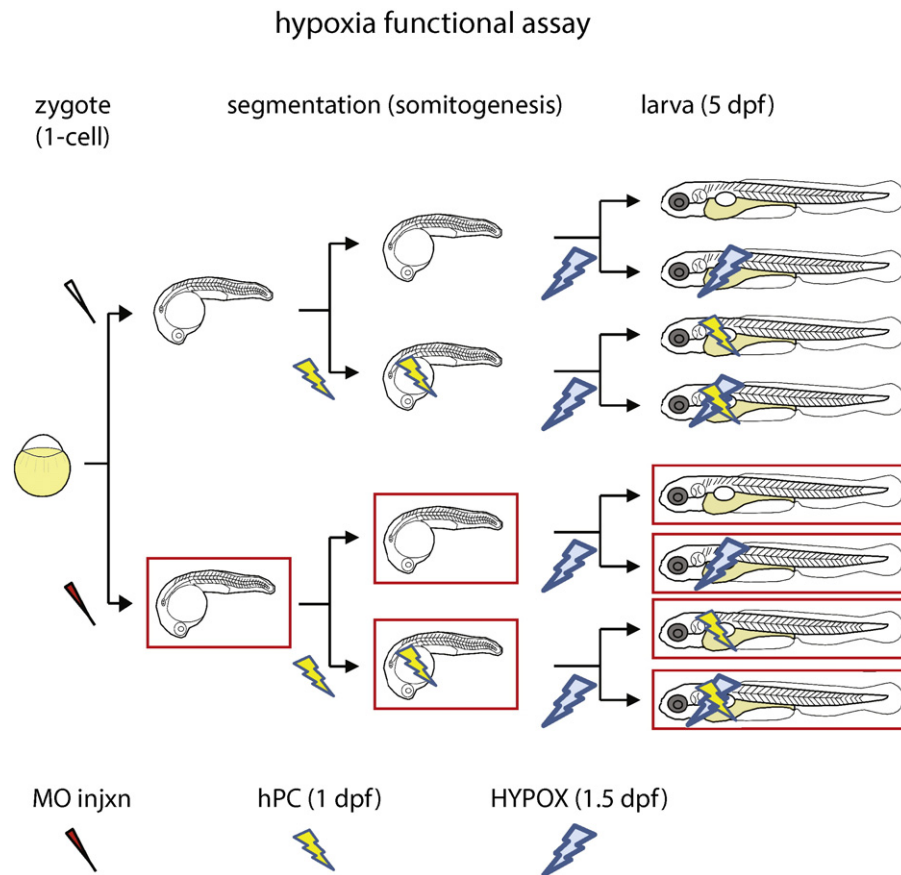 hypoxia functional assay
zygote
(1-cell)
segmentation (somitogenesis)
larva (5 dpf)
MO injxn
hPC (1 dpf)
HYPOX (1.5 dpf)